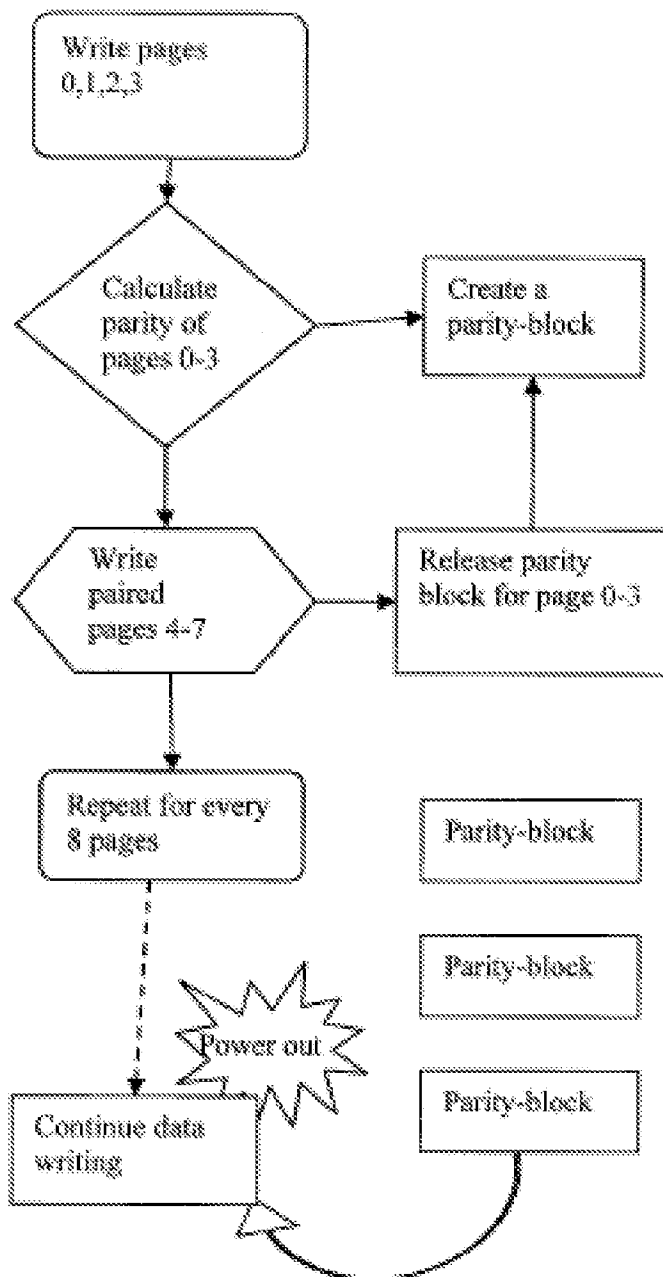 Write pages
0,1,2,3
Calculate
parity of
pages 0-3
Create a
parity-block
Write
paired
pages 4-7
Release parity
block for page 0-3
Repeat for every
8 pages
Parity-block
Parity-block
Power out
Parity-block
Continue data
writing